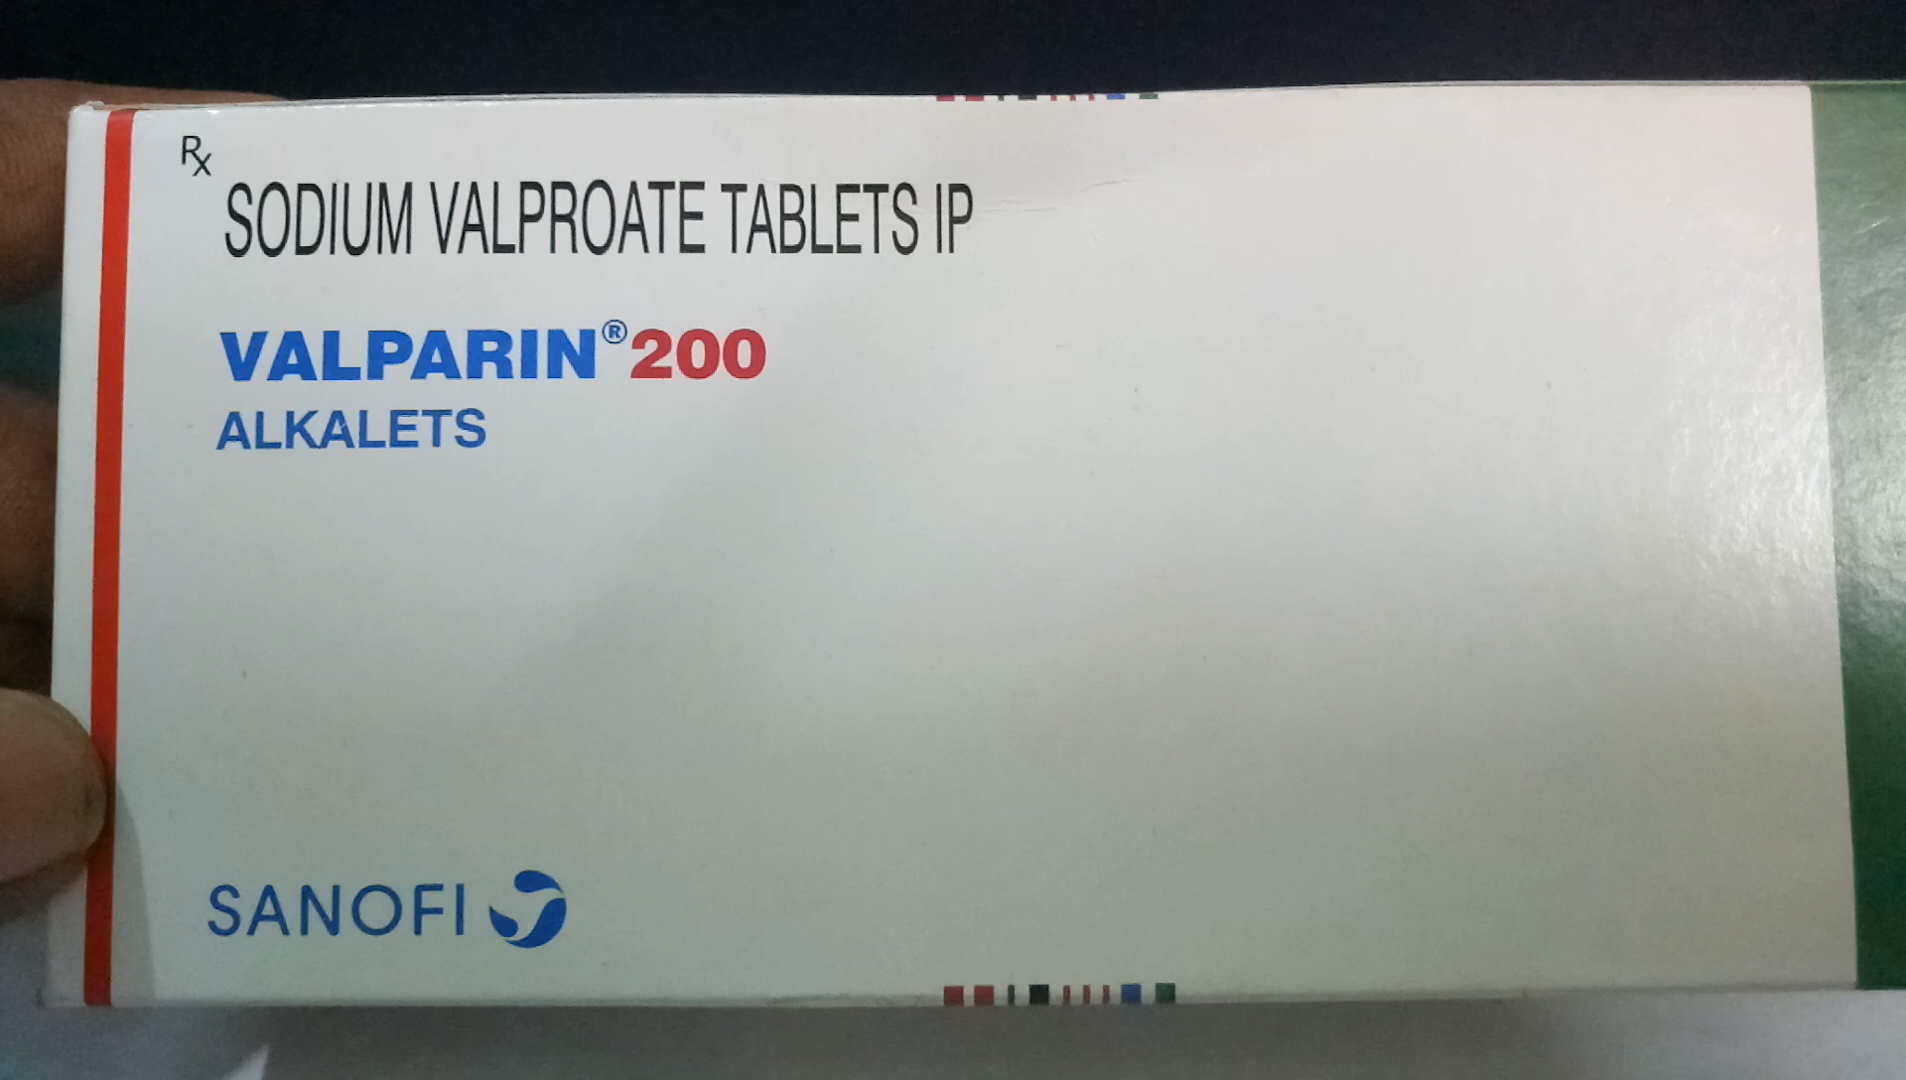 Rx
SODIUM VALPROATE TABLETS IP
VALPARIN® 200
ALKALETS
SANOFI